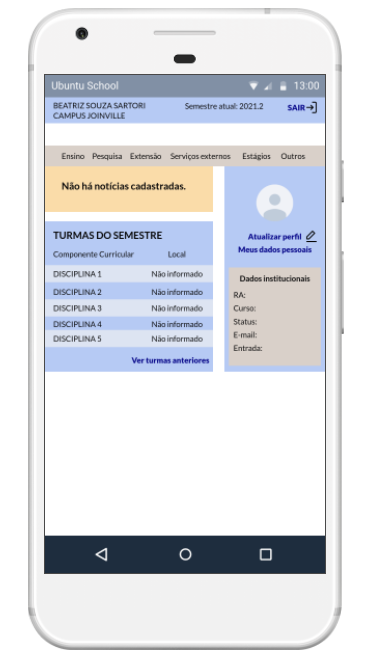 Ubuntu School 13:00
BEATRIZ SOUZA SARTORI
CAMPUS JOINVILLE
Semestre atual: 2021.2
SAIR
Ensino Pesquisa Extensão Serviços externos Estágios Outros
Não há notícias cadastradas.
TURMAS DO SEMESTRE
Componente Curricular Local
DISCIPLINA 1 Não informado
DISCIPLINA 2 Não informado
DISCIPLINA 3 Não informado
DISCIPLINA 4 Não informado
DISCIPLINA 5 Não informado
Ver turmas anteriores
Atualizar perfil
Meus dados pessoais
Dados institucionais
RA:
Curso:
Status:
E-mail:
Entrada: